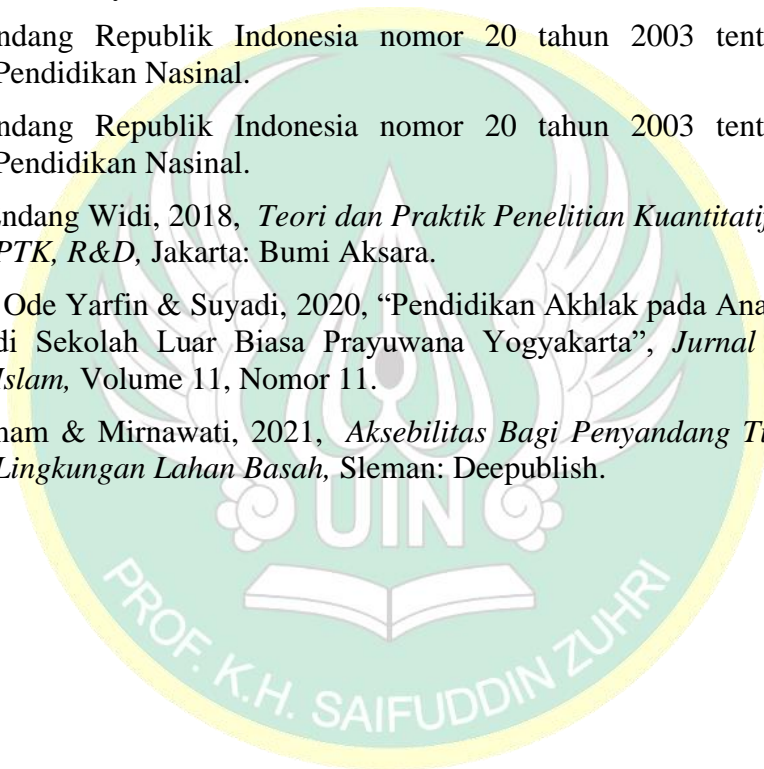 ndang Republik Indonesia nomor 20 tahun 2003 tent
Pendidikan Nasinal.
ndang Republik Indonesia nomor 20 tahun 2003 tent
Pendidikan Nasinal.
Endang Widi, 2018, Teori dan Praktik Penelitian Kuantitatif
PTK, R&D, Jakarta: Bumi Aksara.
Ode Yarfin & Suyadi, 2020, “Pendidikan Akhlak pada Ana
di Sekolah Luar Biasa Prayuwana Yogyakarta”, Jurnal
Islam, Volume 11, Nomor 11.
ham & Mirnawati, 2021, Aksebilitas Bagi Penyandang
Lingkungan Lahan Basah, Sleman: Deepublish.
UIN
PROF. K.H. SAIFUDDIN ZUHRI